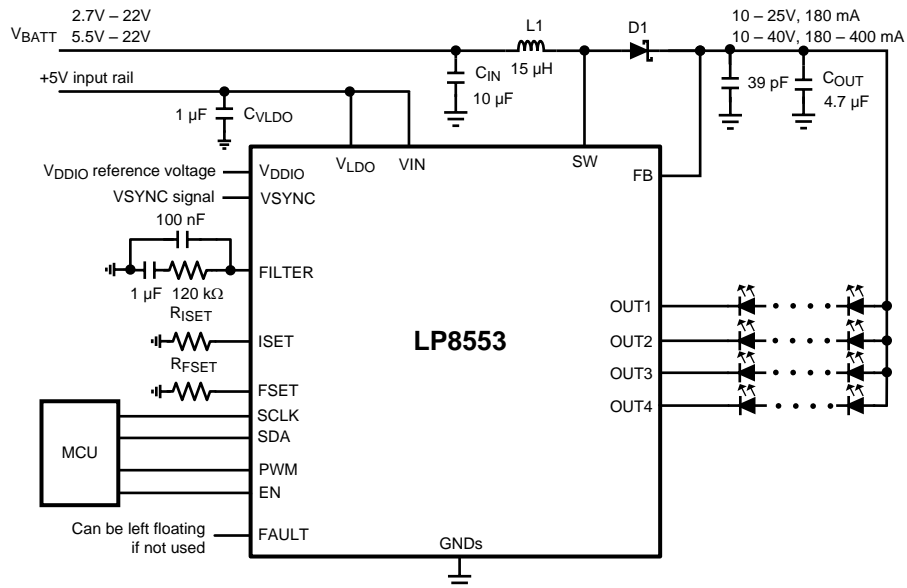 2.7V – 22V
VBATT 5.5V – 22V
L1
15 µH
D1
10 – 25V, 180 mA
10 – 40V, 180 – 400 mA
CIN
10 µF
39 pF
COUT
4.7 µF
+5V input rail
1 µF
CVLDO
VLDO
VIN
SW
FB
VDDIO reference voltage
VDDIO
VSYNC signal
VSYNC
100 nF
1 µF
120 kΩ
FILTER
RISET
ISET
RFSET
FSET
LP8553
OUT1
OUT2
OUT3
OUT4
MCU
SCLK
SDA
PWM
EN
Can be left floating
if not used
FAULT
GNDs